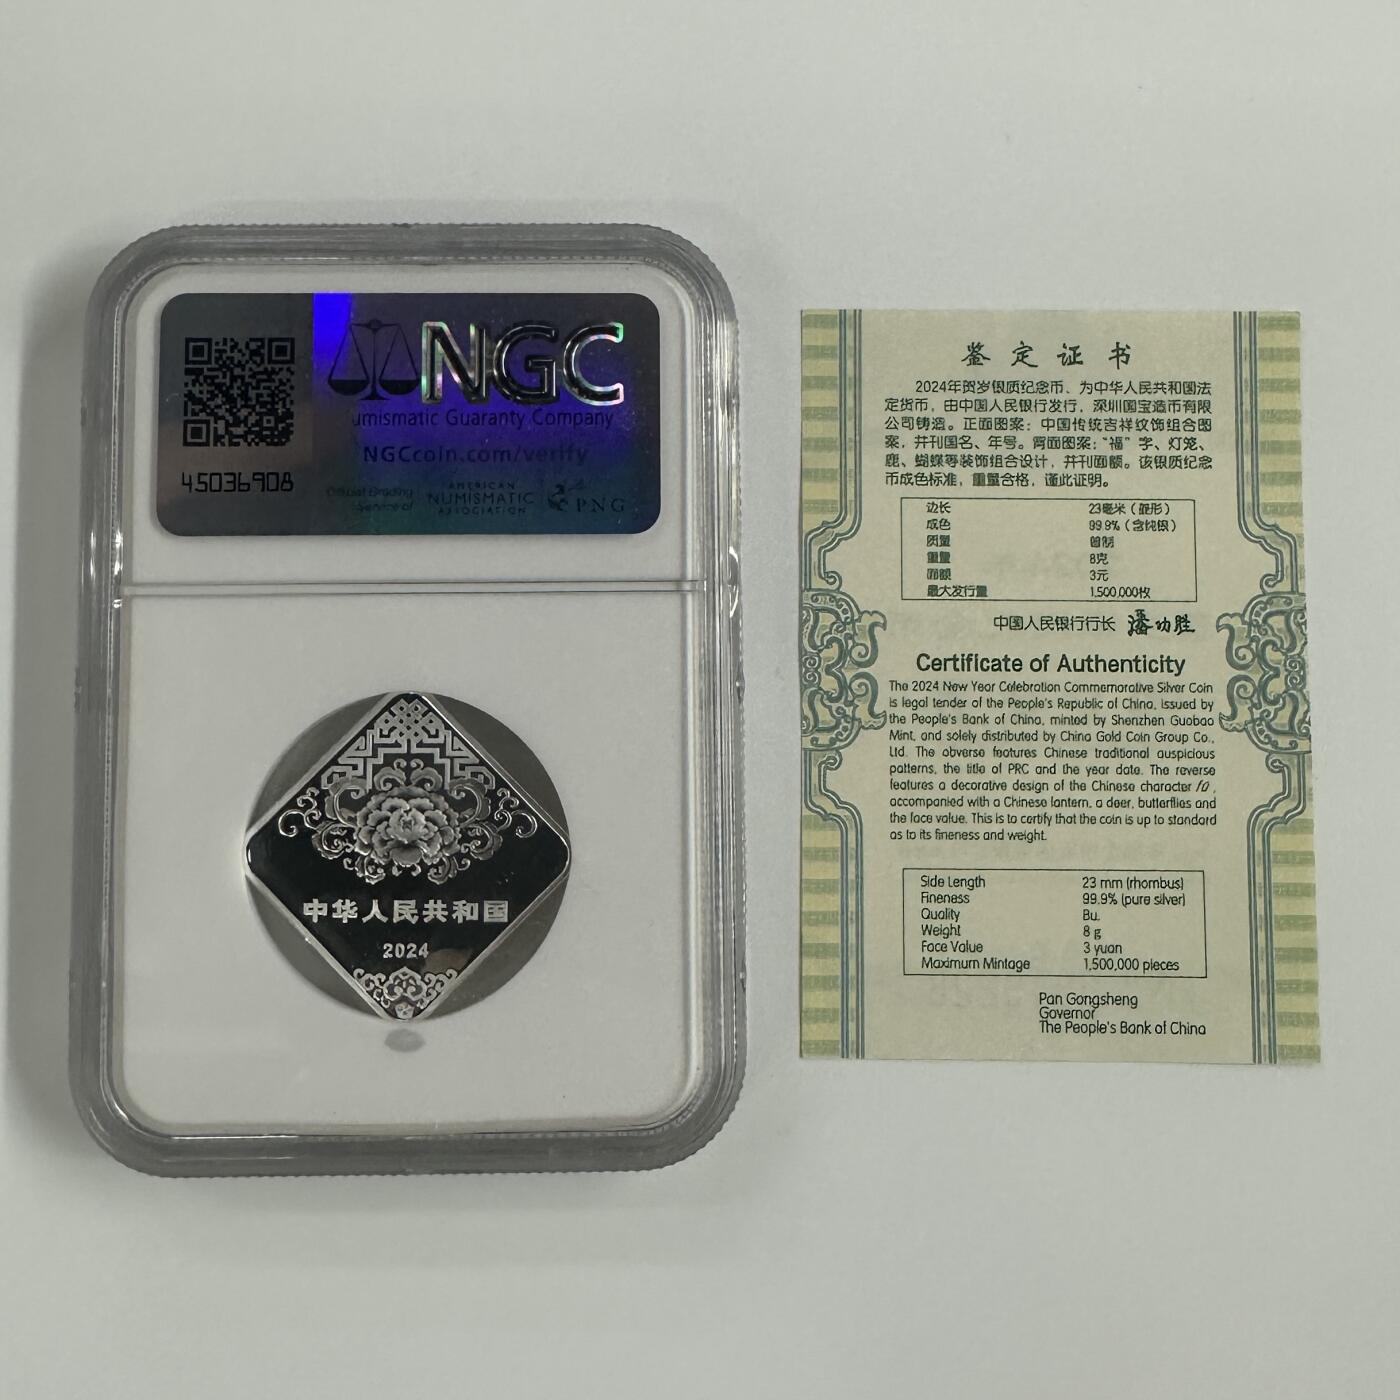 NGC
umismatic Guaranty Company
NGCcoin.com/verify
45036908
Official Grading
Service of
AMERICAN
NUMISMATIC
ASSOCIATION
PNG
中华人民共和国
2024
鉴定证书
2024年贺岁银质纪念币，为中华人民共和国法
定货币，由中国人民银行发行，深圳国宝造币有限
公司铸造。正面图案：中国传统吉祥纹饰组合图
案，并刊国名、年号。背面图案：“福”字、灯笼、
鹿、蝴蝶等装饰组合设计，并刊面额。该银质纪念
币成色标准，重量合格，谨此证明。
边长 23毫米（菱形）
成色 99.9%（含纯银）
质量 普制
重量 8克
面额 3元
最大发行量 1,500,000枚
中国人民银行行长 潘功胜
Certificate of Authenticity
The 2024 New Year Celebration Commemorative Silver Coin
is legal tender of the People's Republic of China, issued by
the People's Bank of China, minted by Shenzhen Guobao
Mint, and solely distributed by China Gold Coin Group Co.,
Ltd. The obverse features Chinese traditional auspicious
patterns, the title of PRC and the year date. The reverse
features a decorative design of the Chinese character fu,
accompanied with a Chinese lantern, a deer, butterflies and
the face value. This is to certify that the coin is up to standard
as to its fineness and weight.
Side Length 23 mm (rhombus)
Fineness 99.9% (pure silver)
Quality Bu.
Weight 8 g
Face Value 3 yuan
Maximum Mintage 1,500,000 pieces
Pan Gongsheng
Governor
The People's Bank of China